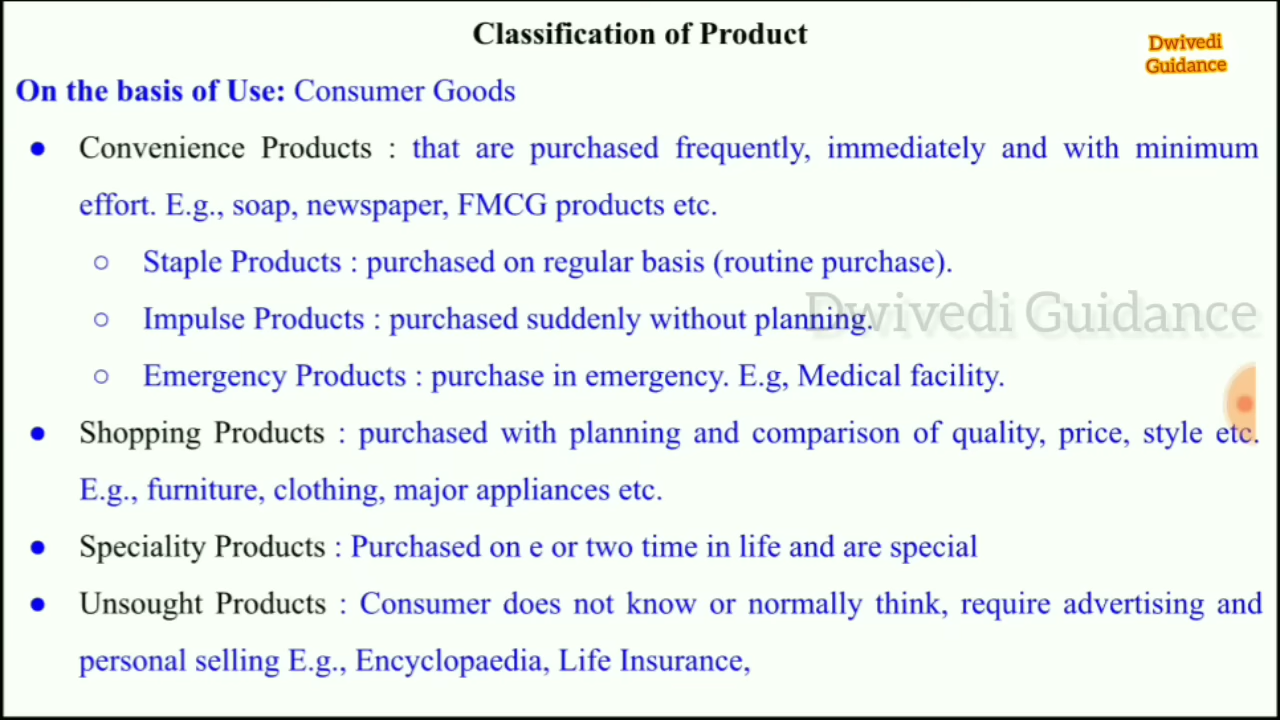 Classification of Product
Dwivedi
Guidance
On the basis of Use: Consumer Goods
● Convenience Products : that are purchased frequently, immediately and with minimum
effort. E.g., soap, newspaper, FMCG products etc.
○ Staple Products : purchased on regular basis (routine purchase).
○ Impulse Products : purchased suddenly without planning.
Dwivedi Guidance
○ Emergency Products : purchase in emergency. E.g, Medical facility.
● Shopping Products : purchased with planning and comparison of quality, price, style etc.
E.g., furniture, clothing, major appliances etc.
● Speciality Products : Purchased on e or two time in life and are special
● Unsought Products : Consumer does not know or normally think, require advertising and
personal selling E.g., Encyclopaedia, Life Insurance,